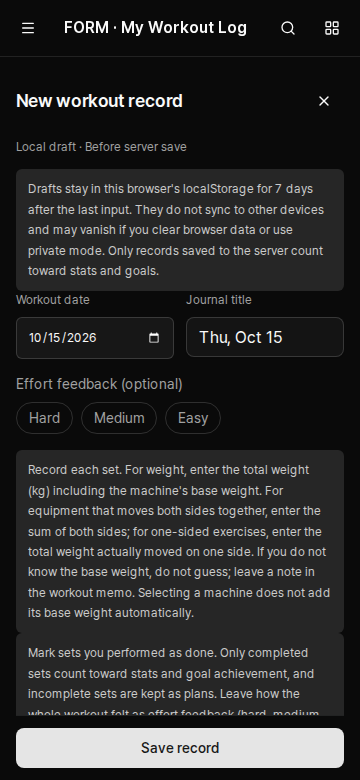 FORM · My Workout Log
New workout record
Local draft · Before server save
Drafts stay in this browser's localStorage for 7 days
after the last input. They do not sync to other devices
and may vanish if you clear browser data or use
private mode. Only records saved to the server count
toward stats and goals.
Workout date
Journal title
10/15/2026
Thu, Oct 15
Effort feedback (optional)
Hard
Medium
Easy
Record each set. For weight, enter the total weight
(kg) including the machine's base weight. For
equipment that moves both sides together, enter the
sum of both sides; for one-sided exercises, enter the
total weight actually moved on one side. If you do not
know the base weight, do not guess; leave a note in
the workout memo. Selecting a machine does not add
its base weight automatically.
Mark sets you performed as done. Only completed
sets count toward stats and goal achievement, and
incomplete sets are kept as plans. Leave how the
whole workout felt as effort feedback (hard, medium,
Save record